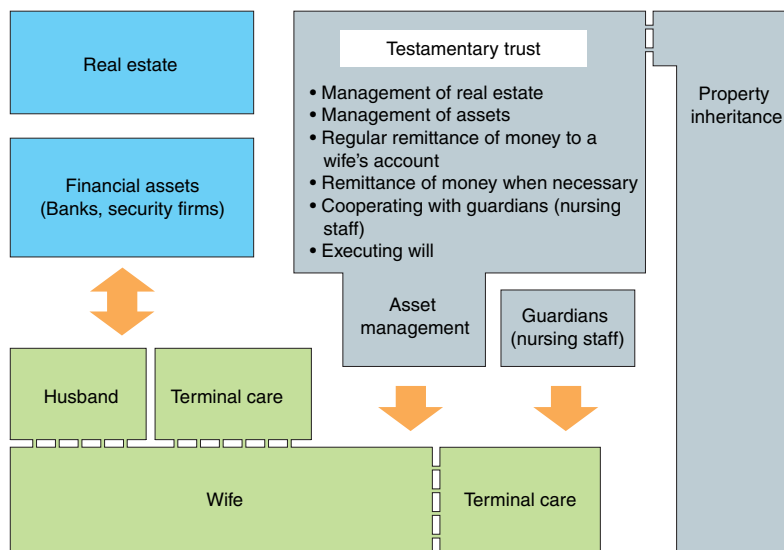 Real estate
Financial assets
(Banks, security firms)
Testamentary trust
• Management of real estate
• Management of assets
• Regular remittance of money to a
wife's account
• Remittance of money when necessary
• Cooperating with guardians (nursing
staff)
• Executing will
Property
inheritance
Asset
management
Guardians
(nursing staff)
Husband
Terminal care
Wife
Terminal care